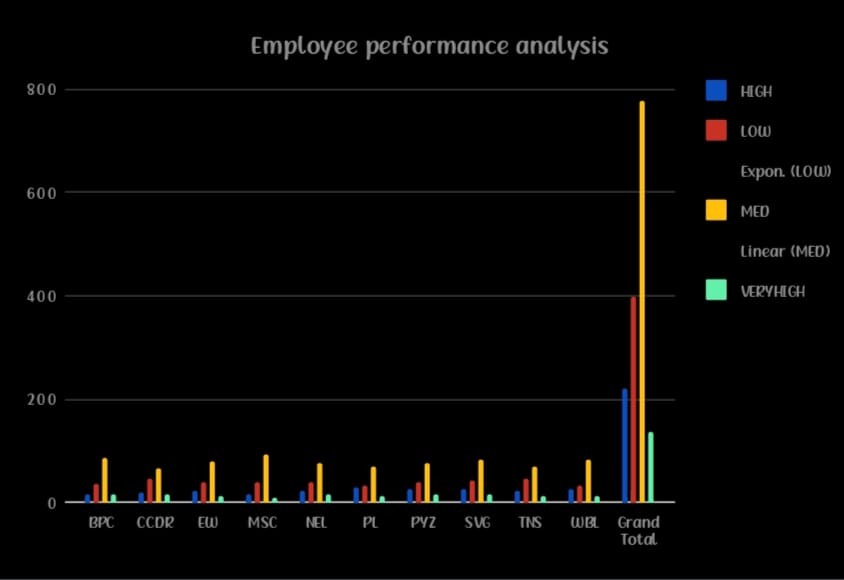 Employee performance analysis
800
600
400
200
0
BPC CCDR EW MSC NEL PL PYZ SVG TNS WBL Grand
Total
HIGH
LOW
Expon. (LOW)
MED
Linear (MED)
VERYHIGH